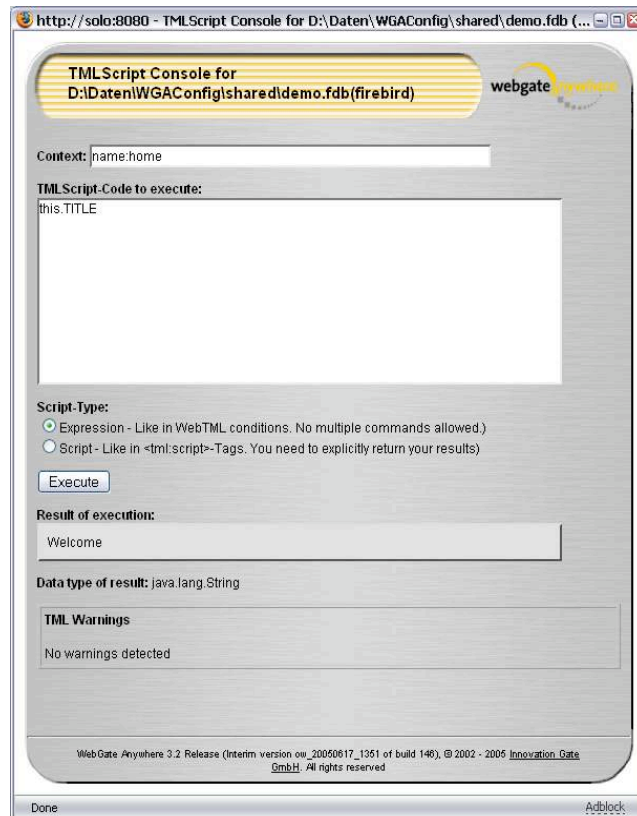 http://solo:8080 - TMLScript Console for D:\Daten\WGAConfig\shared\demo.fdb (...
TMLScript Console for
D:\Daten\WGAConfig\shared\demo.fdb(firebird)
webgate anywhere
Context: name:home
TMLScript-Code to execute:
this.TITLE
Script-Type:
Expression - Like in WebTML conditions. No multiple commands allowed.)
Script - Like in <tml:script>-Tags. You need to explicitly return your results)
Execute
Result of execution:
Welcome
Data type of result: java.lang.String
TML Warnings
No warnings detected
WebGate Anywhere 3.2 Release (Interim version ow_20050617_1351 of build 146), © 2002 - 2005 Innovation Gate
GmbH. All rights reserved
Done
Adblock